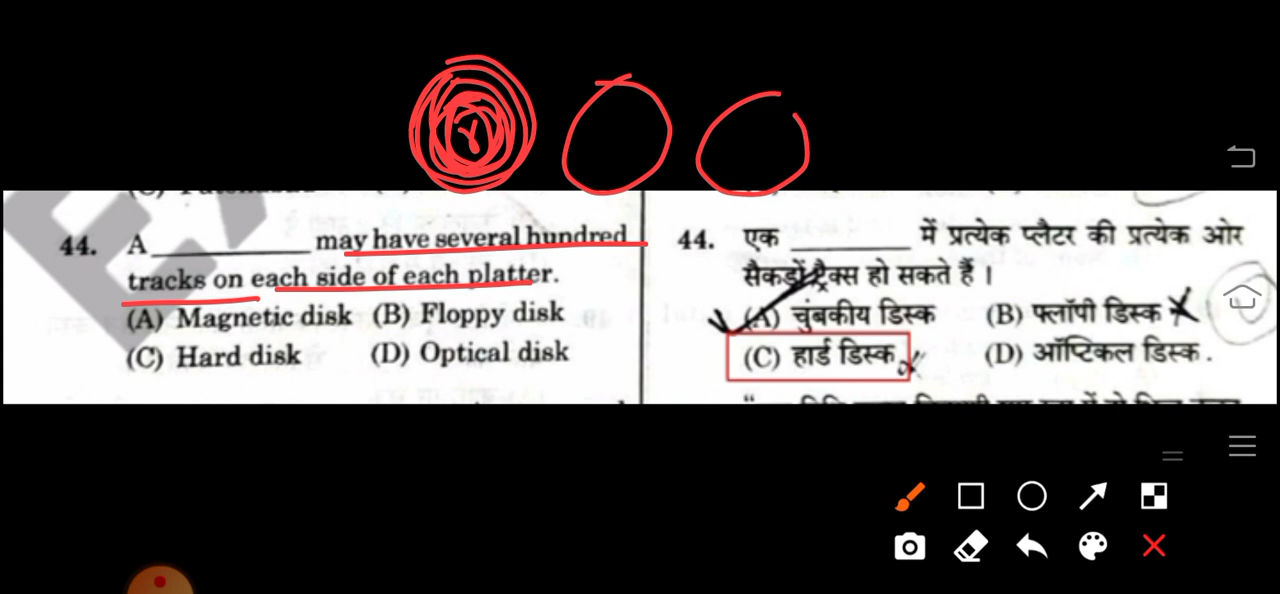 44. A __________ may have several hundred
tracks on each side of each platter.
(A) Magnetic disk (B) Floppy disk
(C) Hard disk (D) Optical disk
44. एक ________ में प्रत्येक प्लैटर की प्रत्येक ओर
सैकड़ों ट्रैक्स हो सकते हैं ।
(A) चुंबकीय डिस्क (B) फ्लॉपी डिस्क
(C) हार्ड डिस्क (D) ऑप्टिकल डिस्क .